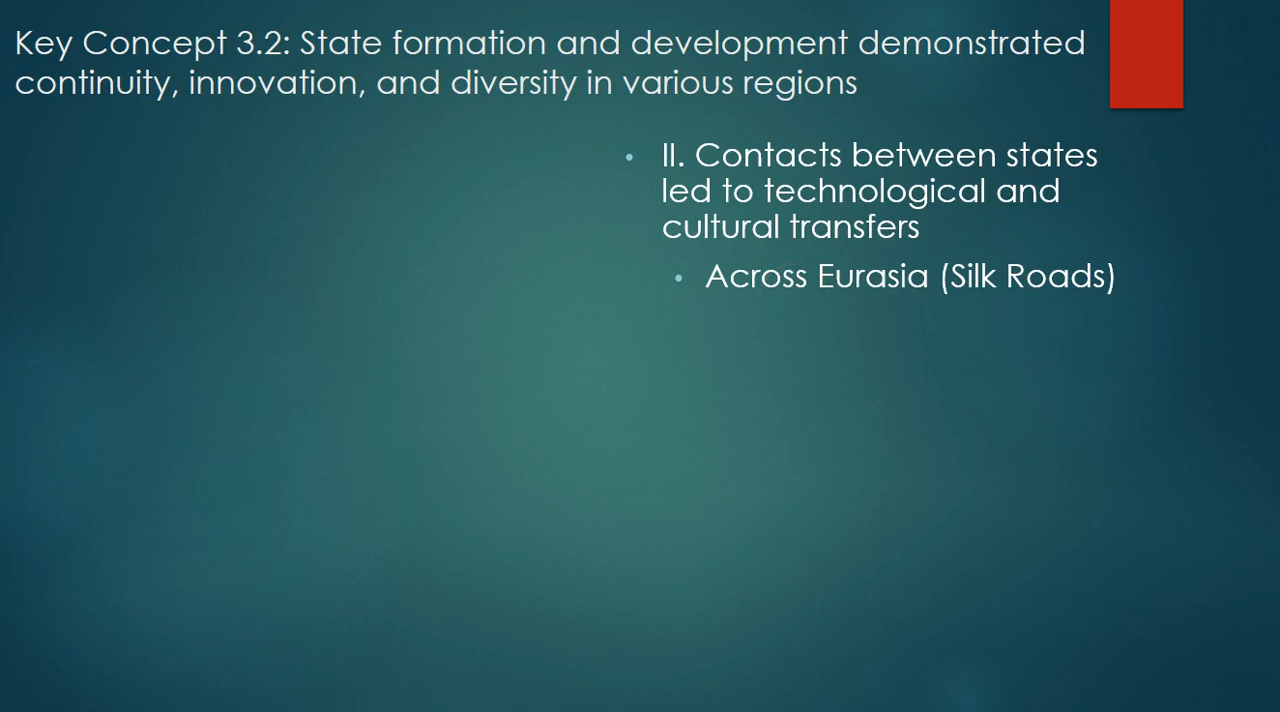 Key Concept 3.2: State formation and development demonstrated
continuity, innovation, and diversity in various regions
• II. Contacts between states
led to technological and
cultural transfers
• Across Eurasia (Silk Roads)